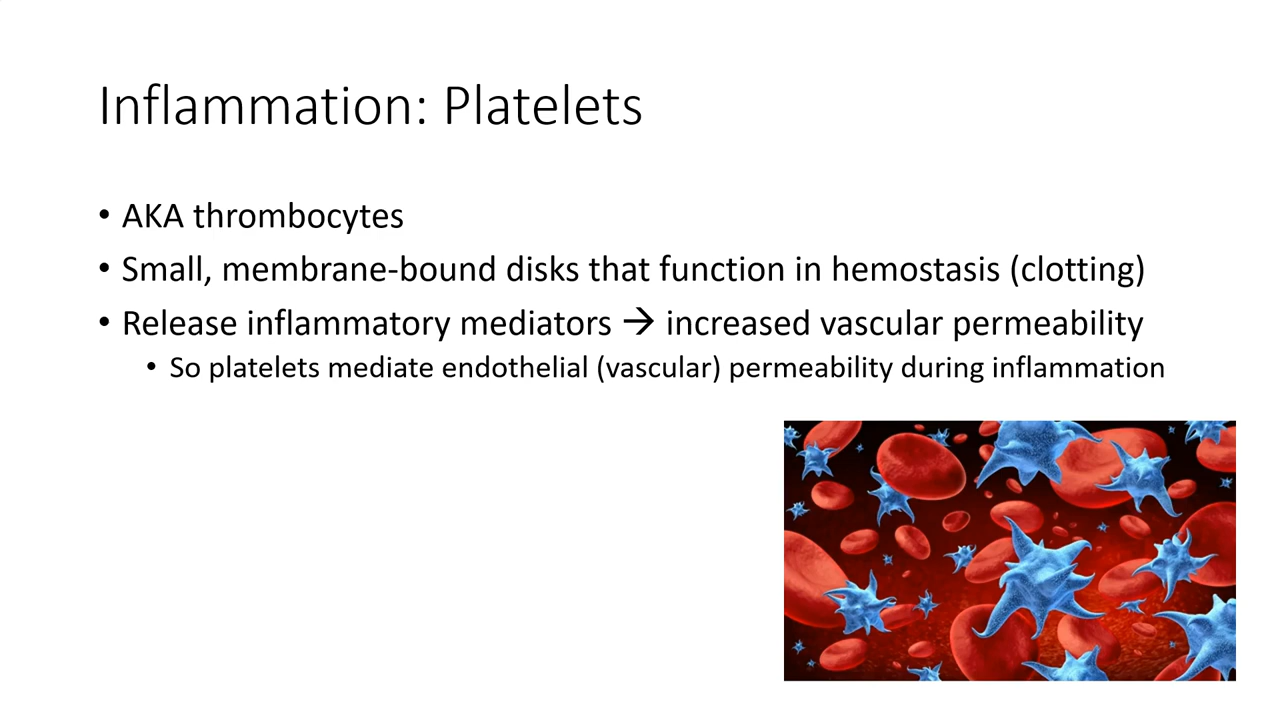 Inflammation: Platelets
• AKA thrombocytes
• Small, membrane-bound disks that function in hemostasis (clotting)
• Release inflammatory mediators → increased vascular permeability
• So platelets mediate endothelial (vascular) permeability during inflammation